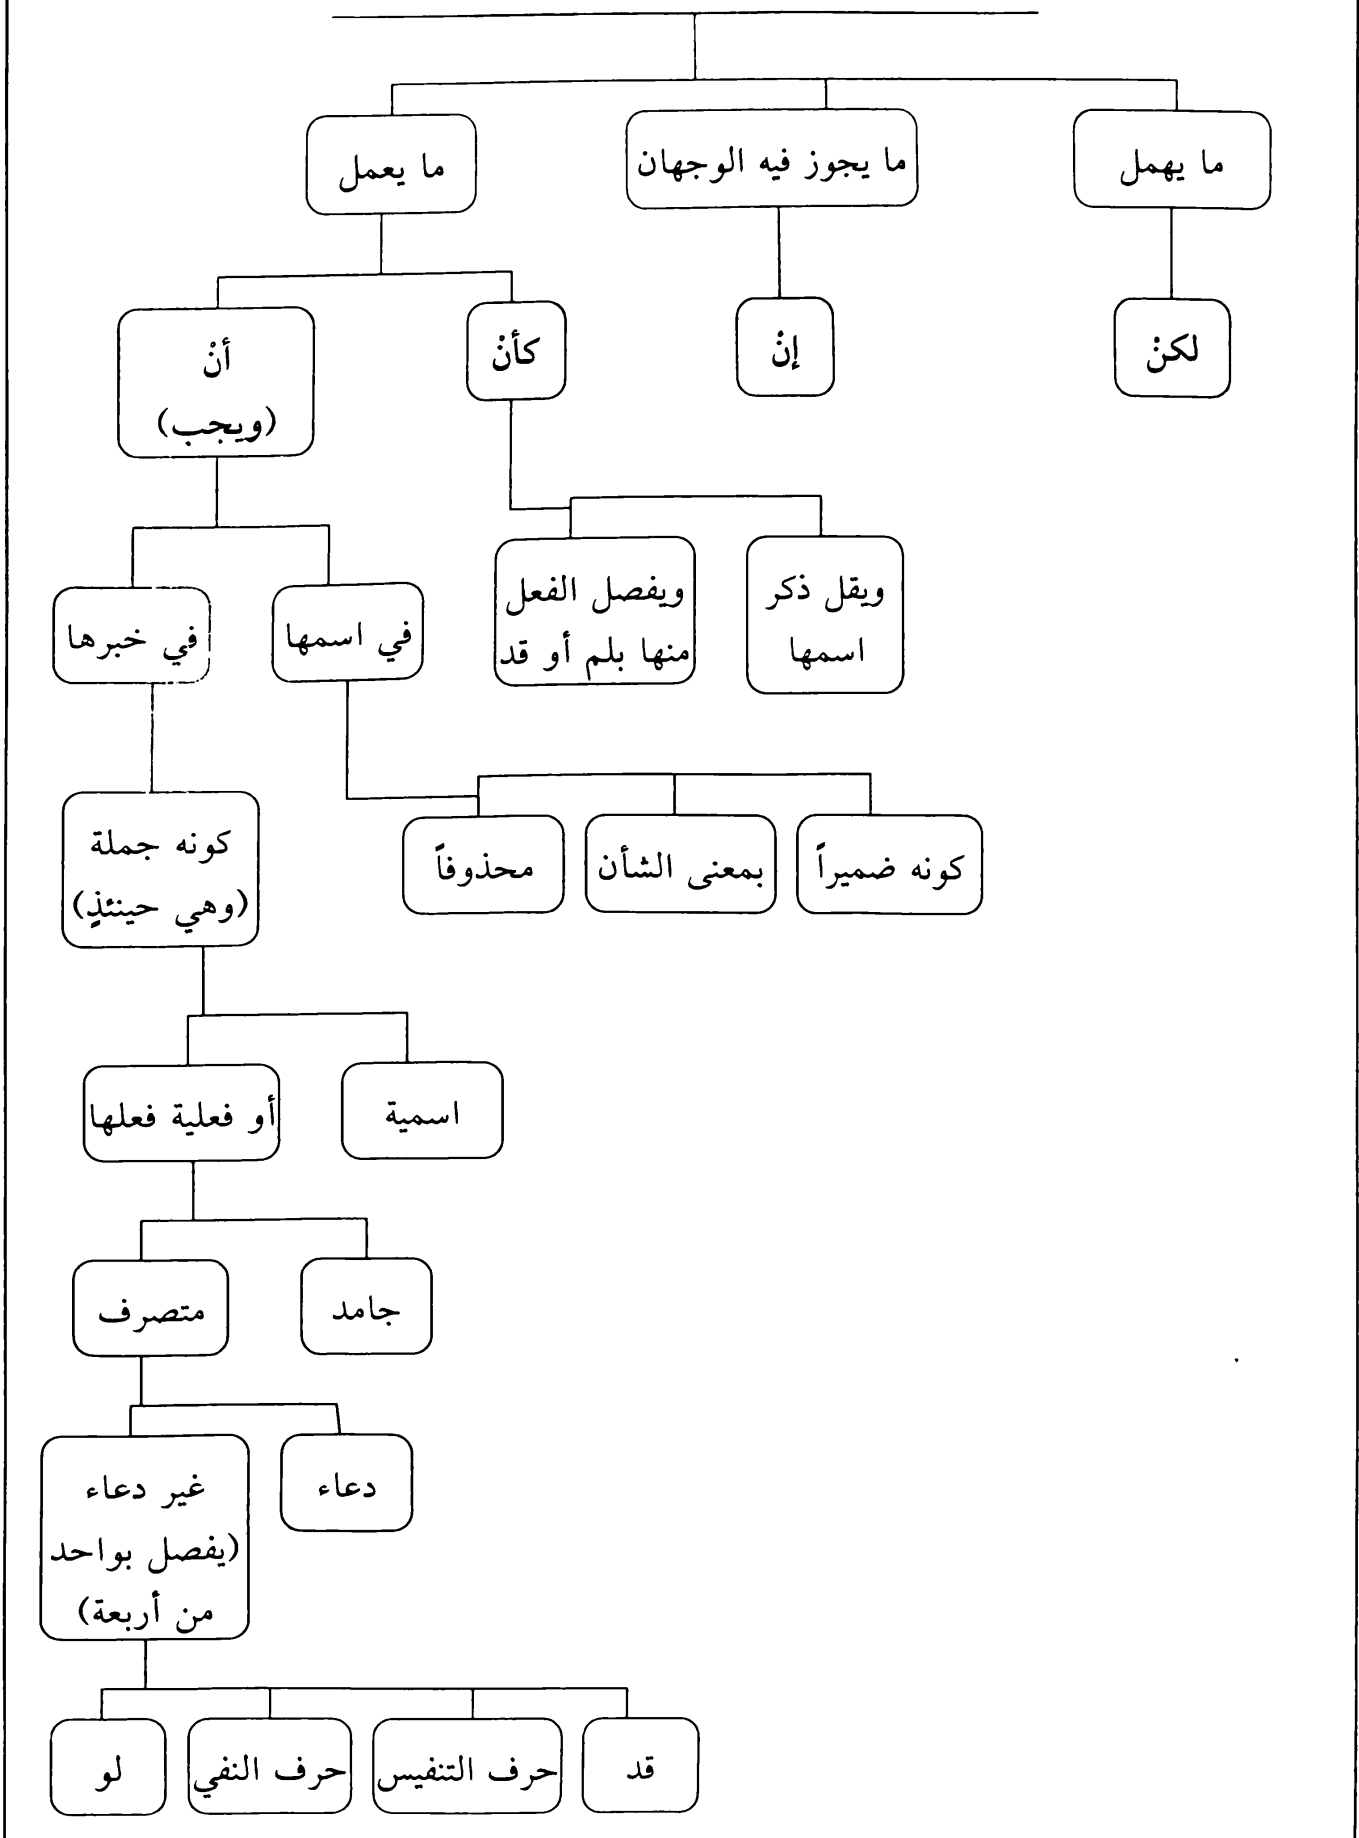 ما يهمل
ما يجوز فيه الوجهان
ما يعمل
لكنْ
إنْ
كأنْ
أنْ
(ويجب)
ويقل ذكر
اسمها
ويفصل الفعل
منها بلم أو قد
في اسمها
في خبرها
كونه ضميراً
بمعنى الشأن
محذوفاً
كونه جملة
(وهي حينئذٍ)
اسمية
أو فعلية فعلها
جامد
متصرف
دعاء
غير دعاء
(يفصل بواحد
من أربعة)
قد
حرف التنفيس
حرف النفي
لو